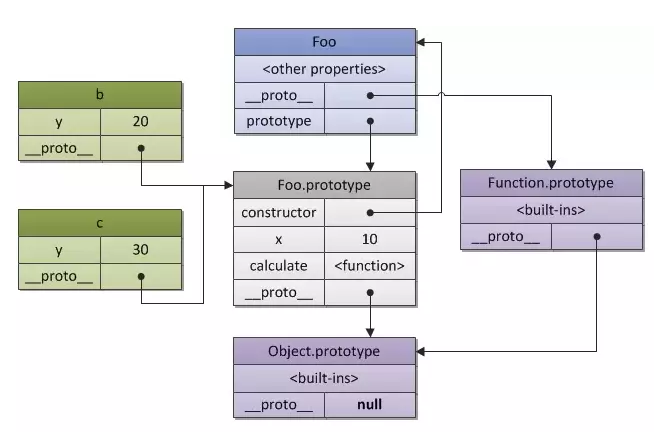 Foo
<other properties>
__proto__
prototype
b
y 20
__proto__
c
y 30
__proto__
Foo.prototype
constructor
x 10
calculate <function>
__proto__
Function.prototype
<built-ins>
__proto__
Object.prototype
<built-ins>
__proto__ null